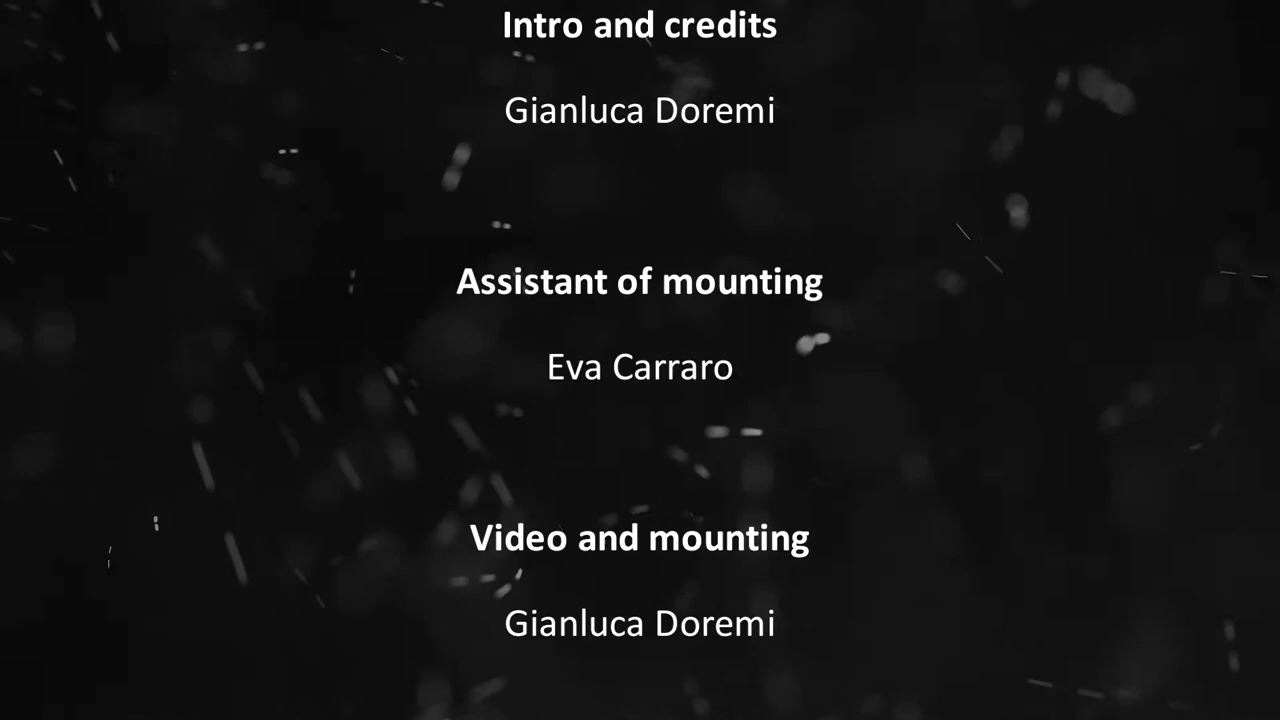 Intro and credits
Gianluca Doremi
Assistant of mounting
Eva Carraro
Video and mounting
Gianluca Doremi